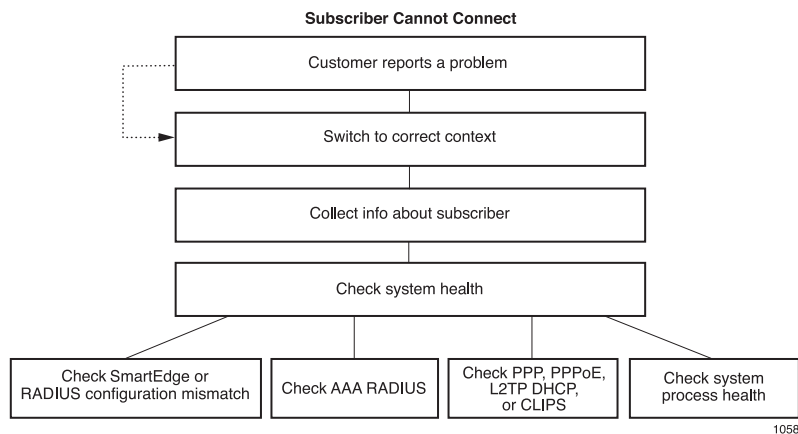 Subscriber Cannot Connect
Customer reports a problem
Switch to correct context
Collect info about subscriber
Check system health
Check SmartEdge or
RADIUS configuration mismatch
Check AAA RADIUS
Check PPP, PPPoE,
L2TP DHCP,
or CLIPS
Check system
process health
1058